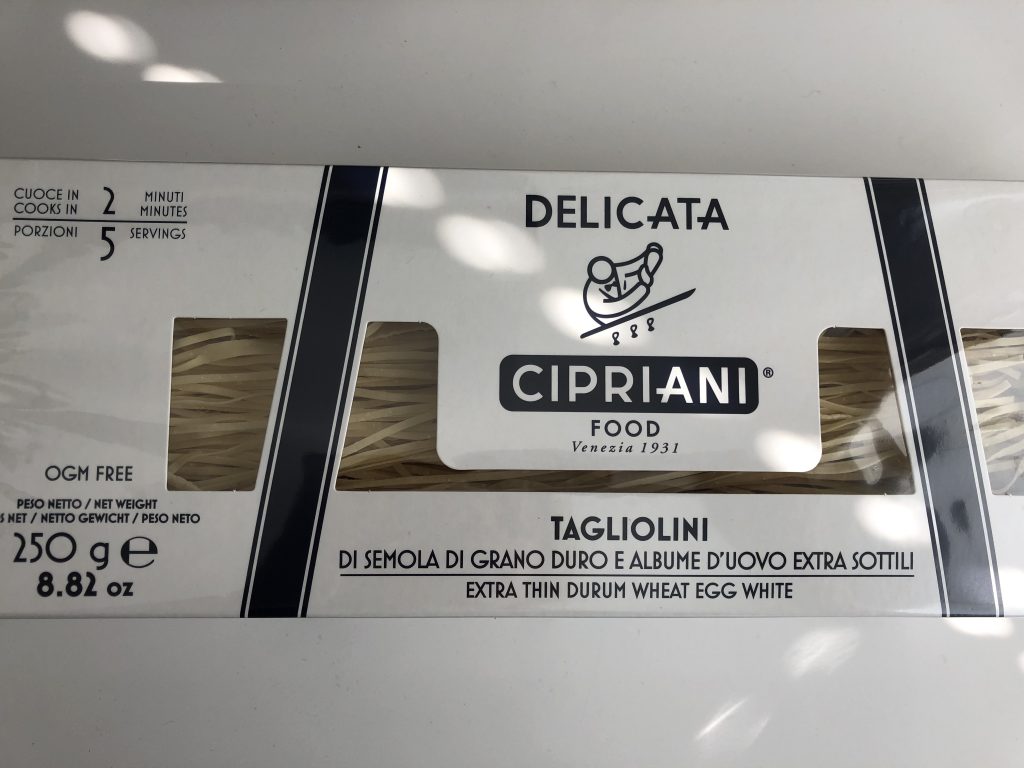 CUOCE IN 2 MINUTI
COOKS IN MINUTES
PORZIONI 5 SERVINGS
OGM FREE
PESO NETTO / NET WEIGHT
NET / NETTO GEWICHT / PESO NETO
250 g ℮
8.82 oz
DELICATA
CIPRIANI®
FOOD
Venezia 1931
TAGLIOLINI
DI SEMOLA DI GRANO DURO E ALBUME D'UOVO EXTRA SOTTILI
EXTRA THIN DURUM WHEAT EGG WHITE